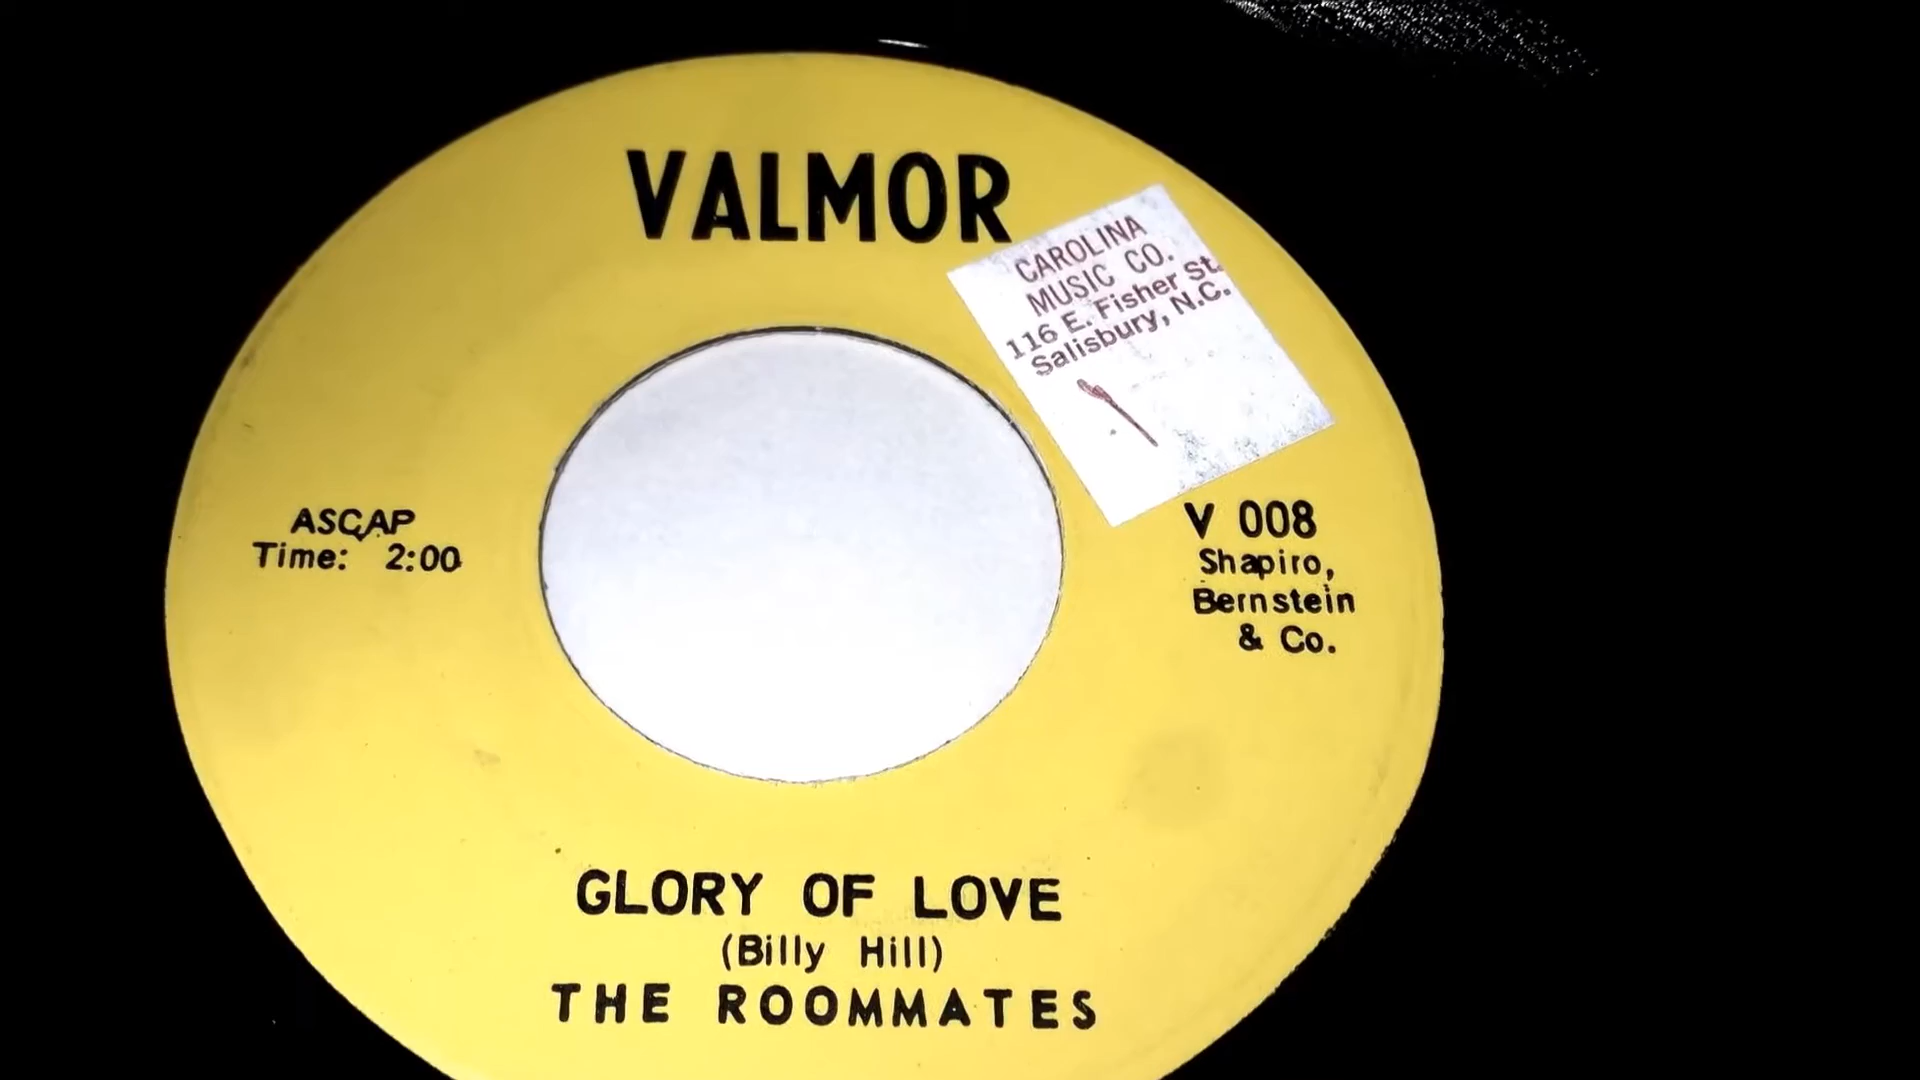 VALMOR
CAROLINA
MUSIC CO.
116 E. Fisher St.
Salisbury, N.C.
ASCAP
Time: 2:00
V 008
Shapiro,
Bernstein
& Co.
GLORY OF LOVE
(Billy Hill)
THE ROOMMATES